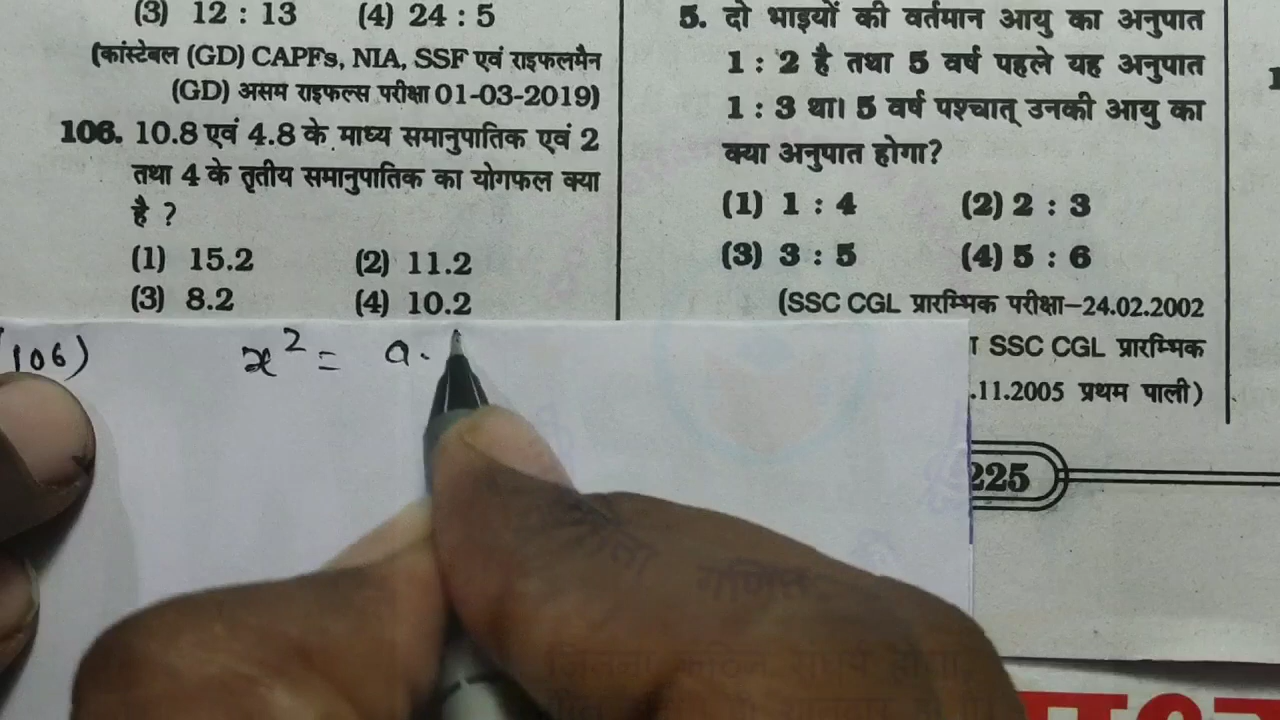 (3) 12 : 13 (4) 24 : 5
(कांस्टेबल (GD) CAPFs, NIA, SSF एवं राइफलमैन
(GD) असम राइफल्स परीक्षा 01-03-2019)
106. 10.8 एवं 4.8 के माध्य समानुपातिक एवं 2
तथा 4 के तृतीय समानुपातिक का योगफल क्या
है ?
(1) 15.2 (2) 11.2
(3) 8.2 (4) 10.2
106) x² = a.
5. दो भाइयों की वर्तमान आयु का अनुपात
1 : 2 है तथा 5 वर्ष पहले यह अनुपात
1 : 3 था। 5 वर्ष पश्चात् उनकी आयु का
क्या अनुपात होगा?
(1) 1 : 4 (2) 2 : 3
(3) 3 : 5 (4) 5 : 6
(SSC CGL प्रारम्भिक परीक्षा–24.02.2002
SSC CGL प्रारम्भिक
.11.2005 प्रथम पाली)
225